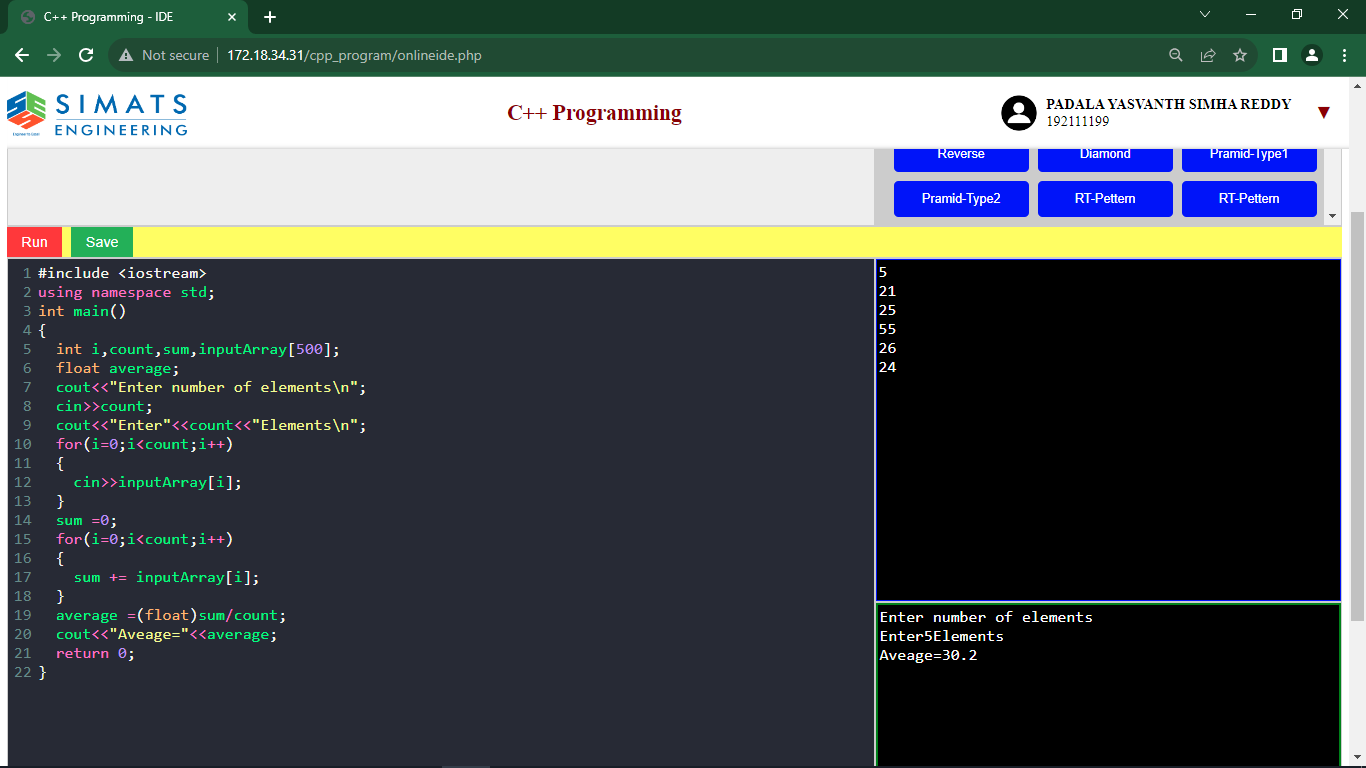 C++ Programming - IDE
Not secure 172.18.34.31/cpp_program/onlineide.php
SIMATS
ENGINEERING
C++ Programming
PADALA YASVANTH SIMHA REDDY
192111199
Reverse Diamond Pramid-Type1
Pramid-Type2 RT-Pettern RT-Pettern
Run Save
1 #include <iostream>
2 using namespace std;
3 int main()
4 {
5 int i,count,sum,inputArray[500];
6 float average;
7 cout<<"Enter number of elements\n";
8 cin>>count;
9 cout<<"Enter"<<count<<"Elements\n";
10 for(i=0;i<count;i++)
11 {
12 cin>>inputArray[i];
13 }
14 sum =0;
15 for(i=0;i<count;i++)
16 {
17 sum += inputArray[i];
18 }
19 average =(float)sum/count;
20 cout<<"Aveage="<<average;
21 return 0;
22 }
5
21
25
55
26
24
Enter number of elements
Enter5Elements
Aveage=30.2